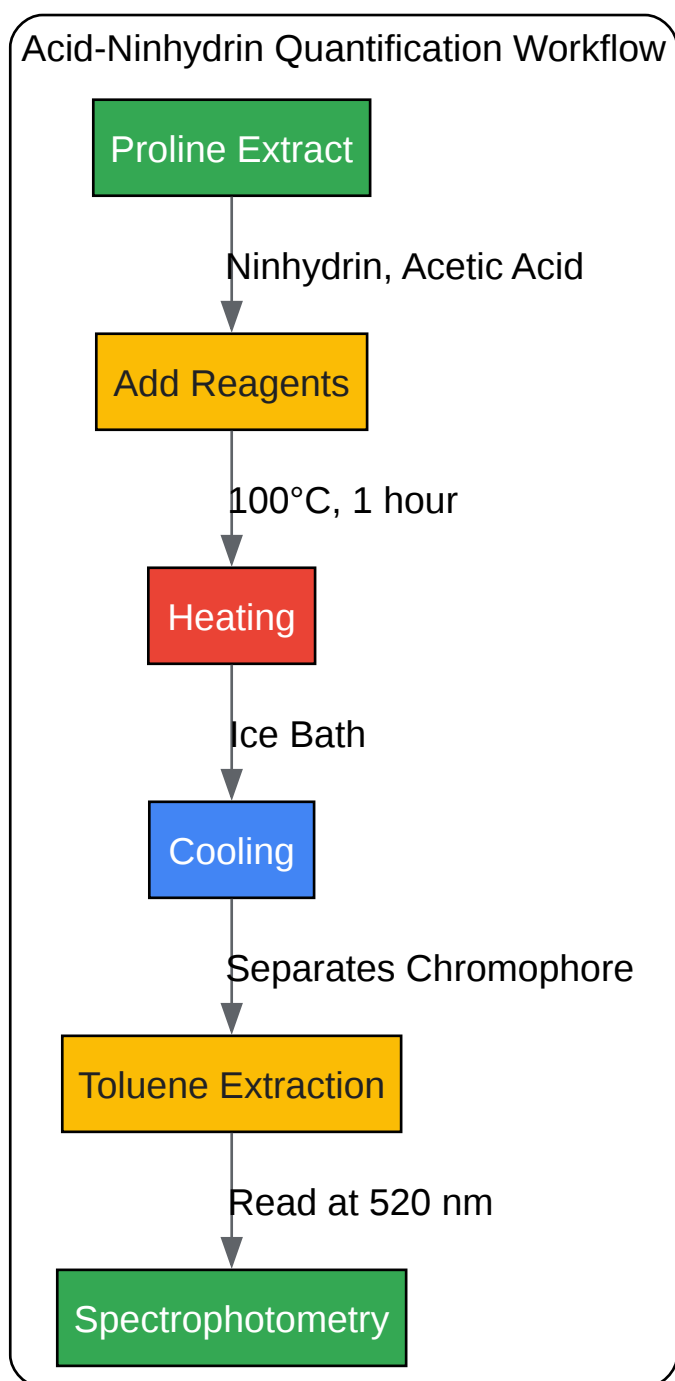 Acid-Ninhydrin Quantification Workflow
Proline Extract
Ninhydrin, Acetic Acid
Add Reagents
100°C, 1 hour
Heating
Ice Bath
Cooling
Separates Chromophore
Toluene Extraction
Read at 520 nm
Spectrophotometry